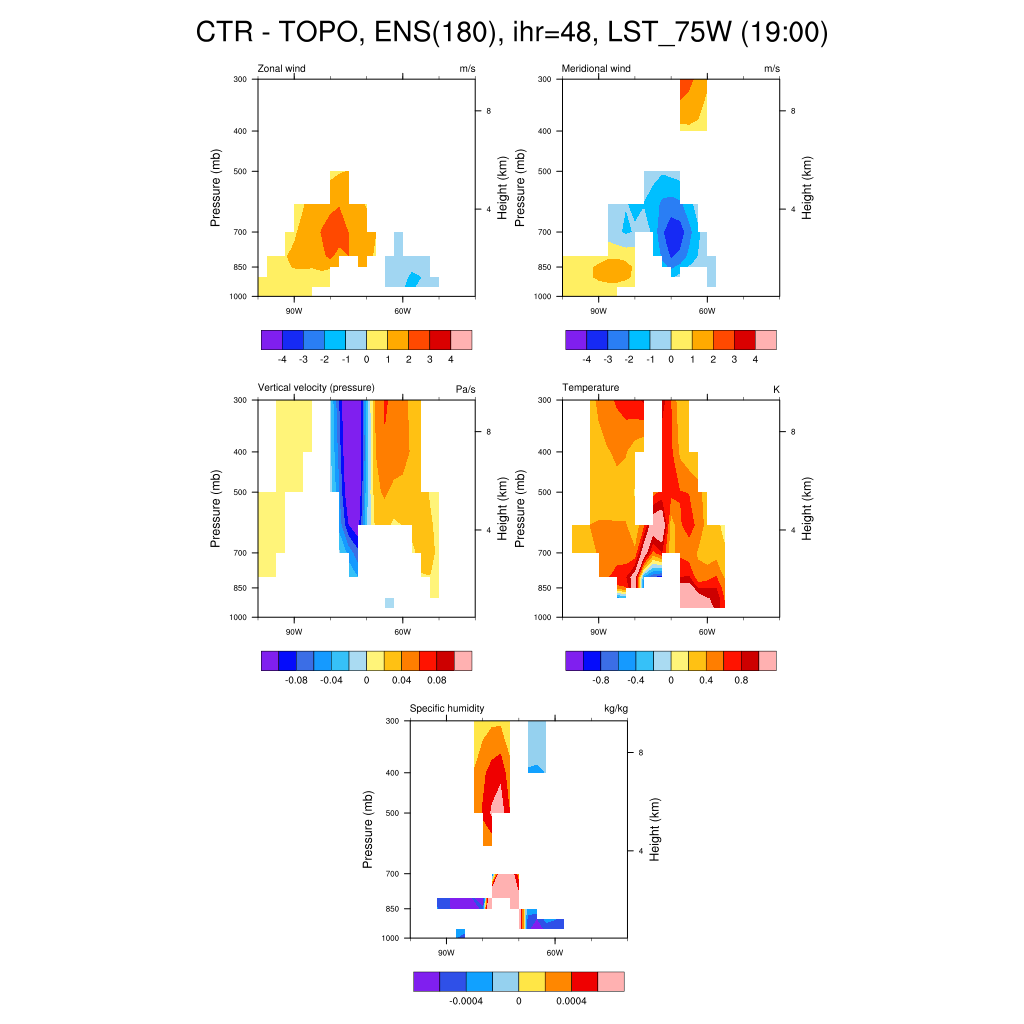 CTR - TOPO, ENS(180), ihr=48, LST_75W (19:00)
Zonal wind m/s
300
400
500
700
850
1000
Pressure (mb)
8
4
Height (km)
90W 60W
-4 -3 -2 -1 0 1 2 3 4
Meridional wind m/s
300
400
500
700
850
1000
Pressure (mb)
8
4
Height (km)
90W 60W
-4 -3 -2 -1 0 1 2 3 4
Vertical velocity (pressure) Pa/s
300
400
500
700
850
1000
Pressure (mb)
8
4
Height (km)
90W 60W
-0.08 -0.04 0 0.04 0.08
Temperature K
300
400
500
700
850
1000
Pressure (mb)
8
4
Height (km)
90W 60W
-0.8 -0.4 0 0.4 0.8
Specific humidity kg/kg
300
400
500
700
850
1000
Pressure (mb)
8
4
Height (km)
90W 60W
-0.0004 0 0.0004